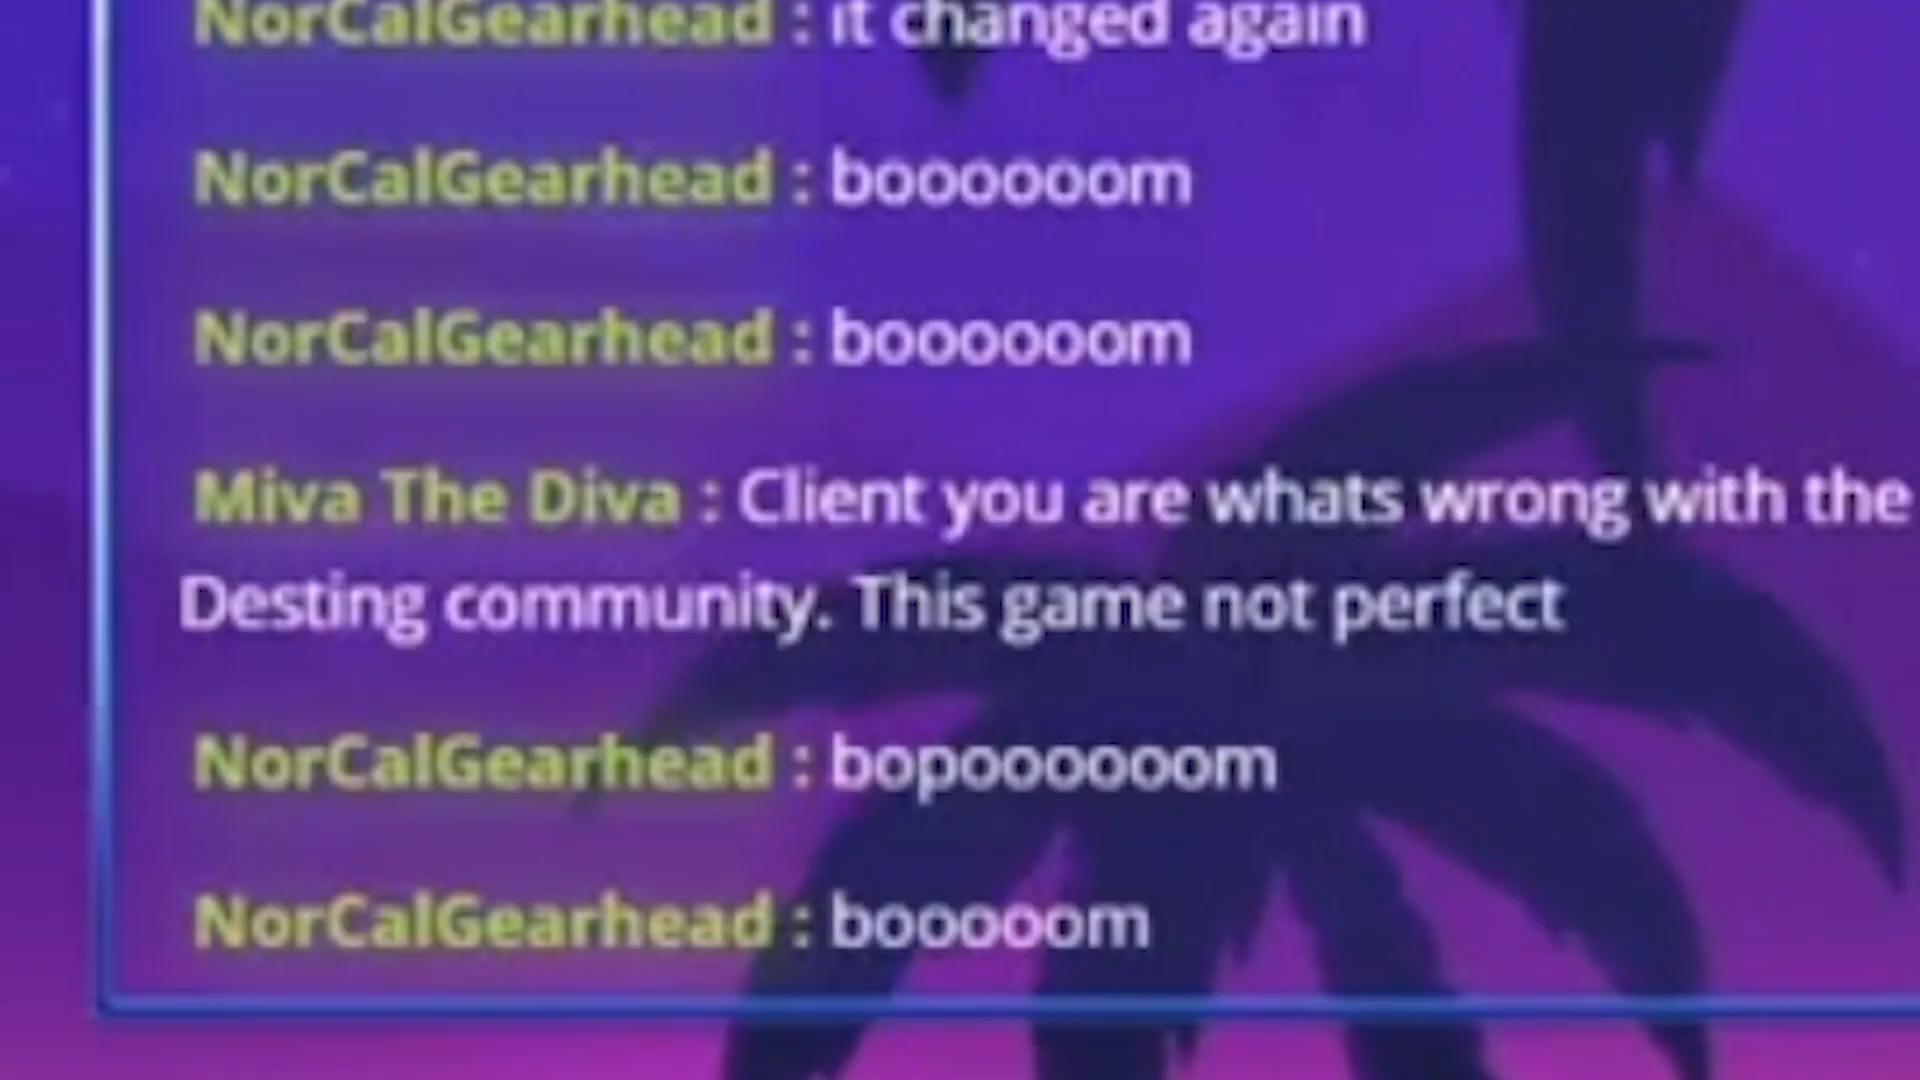 NorCalGearhead : it changed again
NorCalGearhead : boooooom
NorCalGearhead : boooooom
Miva The Diva : Client you are whats wrong with the
Desting community. This game not perfect
NorCalGearhead : bopoooooom
NorCalGearhead : booooom